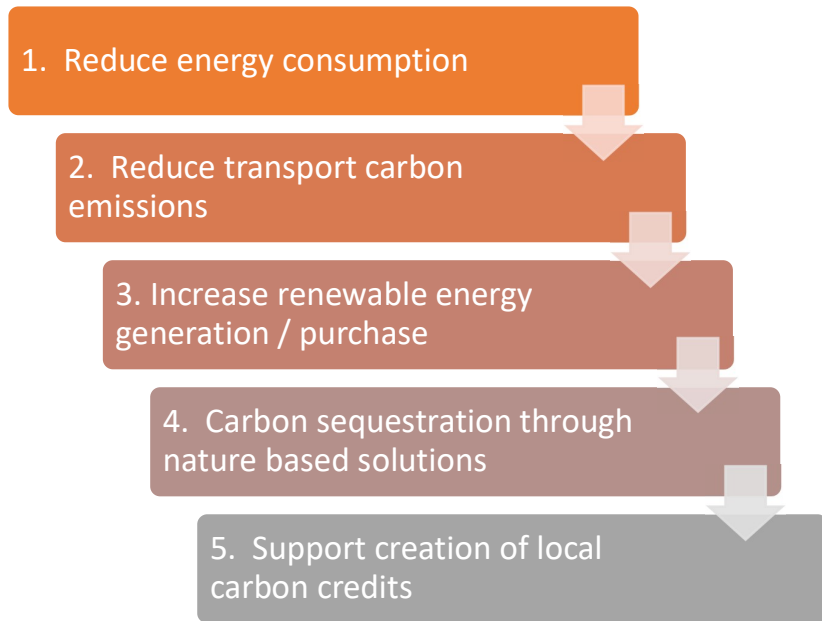 1.  Reduce energy consumption
2.  Reduce transport carbon
emissions
3. Increase renewable energy
generation / purchase
4.  Carbon sequestration through
nature based solutions
5.  Support creation of local
carbon credits